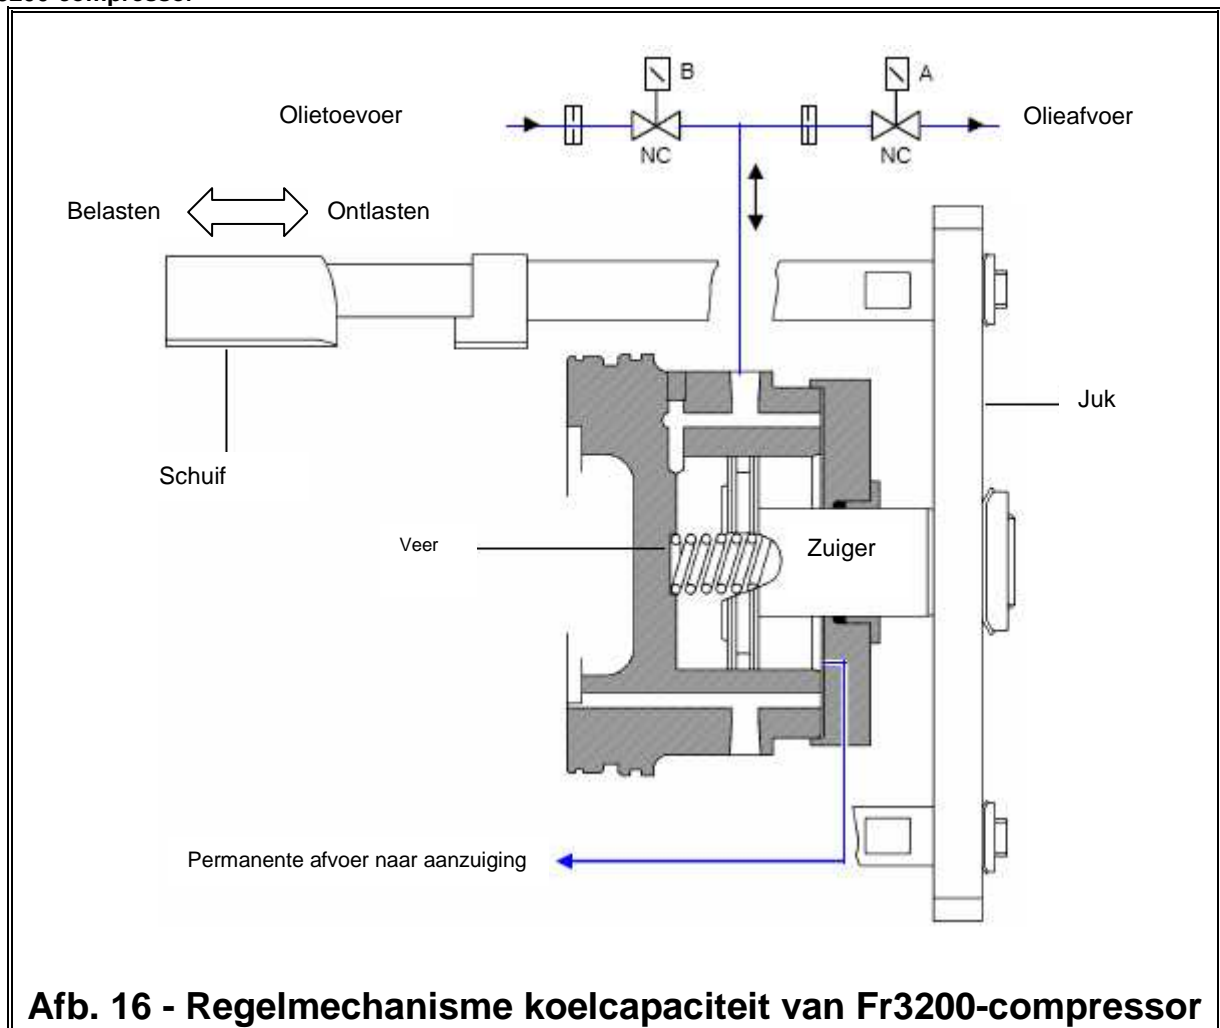 B
A
Olietoevoer
Olieafvoer
NC
NC
Belasten
Ontlasten
Juk
Schuif
Veer
Zuiger
Permanente afvoer naar aanzuiging
Afb. 16 - Regelmechanisme koelcapaciteit van Fr3200-compressor